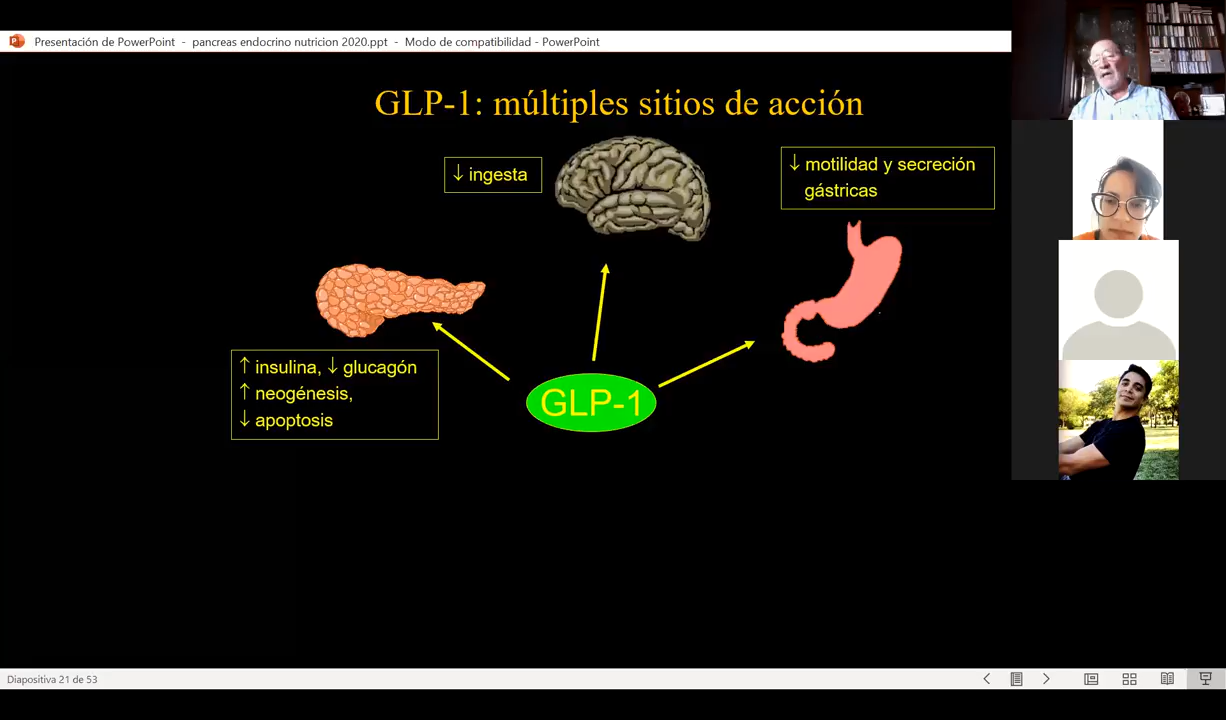 Presentación de PowerPoint - pancreas endocrino nutricion 2020.ppt - Modo de compatibilidad - PowerPoint
GLP-1: múltiples sitios de acción
↓ ingesta
↓ motilidad y secreción
gástricas
↑ insulina, ↓ glucagón
↑ neogénesis,
↓ apoptosis
GLP-1
Diapositiva 21 de 53